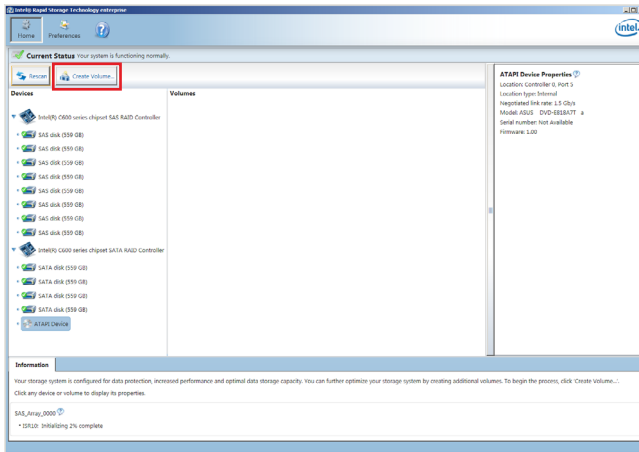 Intel® Rapid Storage Technology enterprise
Home
Preferences
intel
Current Status Your system is functioning normally.
Rescan
Create Volume...
Devices
Volumes
Intel(R) C600 series chipset SAS RAID Controller
SAS disk (559 GB)
SAS disk (559 GB)
SAS disk (559 GB)
SAS disk (559 GB)
SAS disk (559 GB)
SAS disk (559 GB)
SAS disk (559 GB)
SAS disk (559 GB)
Intel(R) C600 series chipset SATA RAID Controller
SATA disk (559 GB)
SATA disk (559 GB)
SATA disk (559 GB)
SATA disk (559 GB)
ATAPI Device
ATAPI Device Properties
Location: Controller 0, Port 5
Location type: Internal
Negotiated link rate: 1.5 Gb/s
Model: ASUS DVD-E818A7T a
Serial number: Not Available
Firmware: 1.00
Information
Your storage system is configured for data protection, increased performance and optimal data storage capacity. You can further optimize your storage system by creating additional volumes. To begin the process, click 'Create Volume...'.
Click any device or volume to display its properties.
SAS_Array_0000
• ISR10: Initializing 2% complete